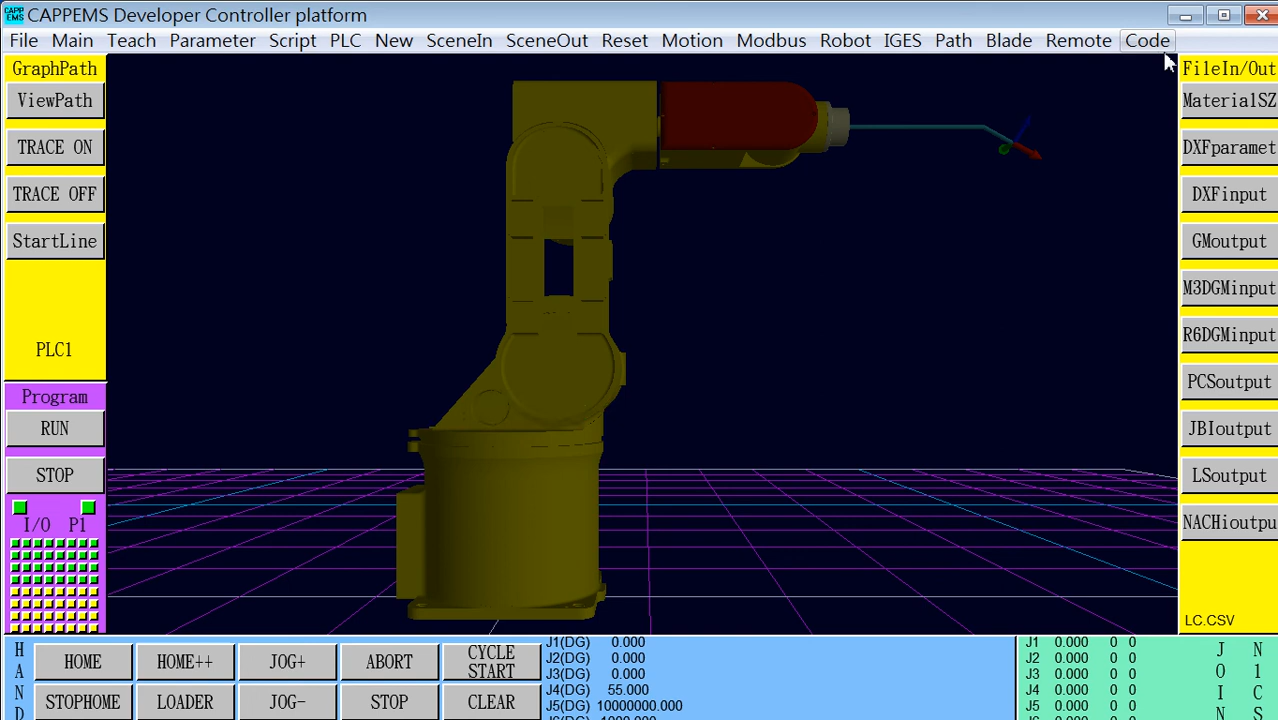 CAPP EMS
CAPPEMS Developer Controller platform
File Main Teach Parameter Script PLC New SceneIn SceneOut Reset Motion Modbus Robot IGES Path Blade Remote Code
GraphPath
ViewPath
TRACE ON
TRACE OFF
StartLine
PLC1
Program
RUN
STOP
I/O P1
FileIn/Out
MaterialSZ
DXFparamet
DXFinput
GMoutput
M3DGMinput
R6DGMinput
PCSoutput
JBIoutput
LSoutput
NACHioutpu
LC.CSV
HAND
HOME HOME++ JOG+ ABORT CYCLE START
STOPHOME LOADER JOG- STOP CLEAR
J1(DG) 0.000
J2(DG) 0.000
J3(DG) 0.000
J4(DG) 55.000
J5(DG) 10000000.000
J1 0.000 0 0
J2 0.000 0 0
J3 0.000 0 0
J4 0.000 0 0
J5 0.000 0 0
JOIN
N1CS